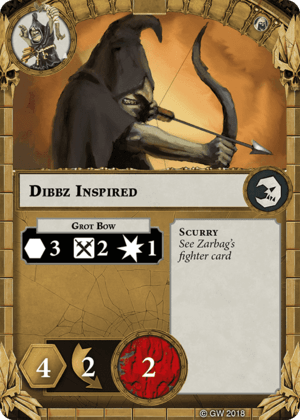 Dibbz Inspired
Grot Bow
3 2 1
Scurry
See Zarbag's
fighter card
4 2 2
© GW 2018